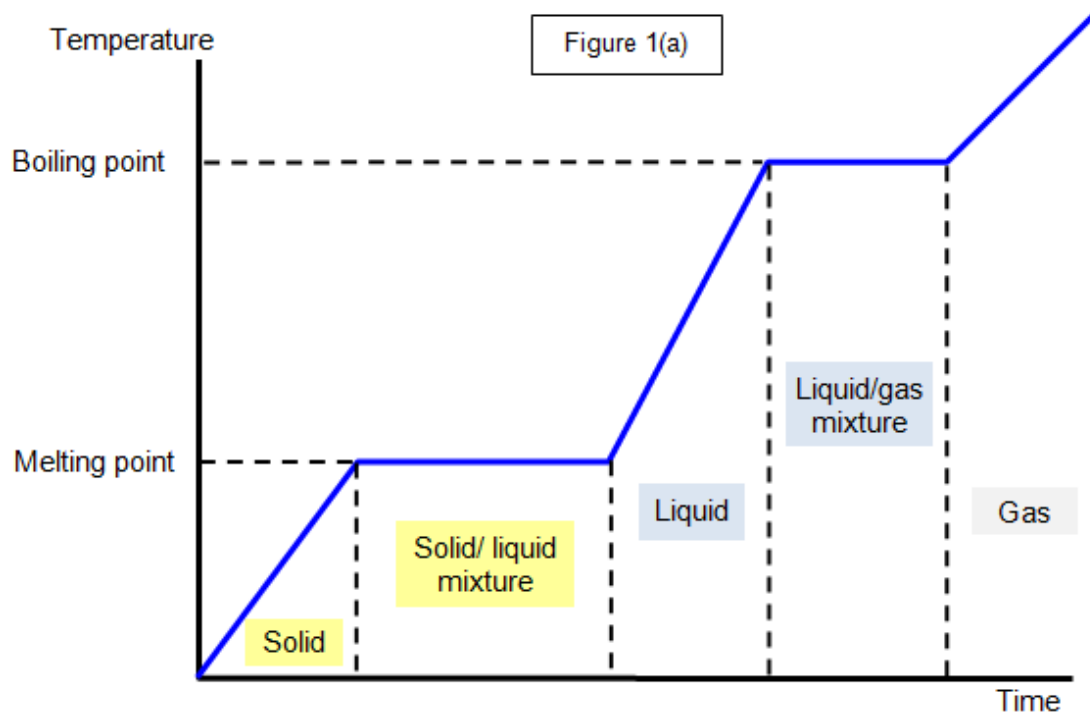 Temperature
Figure 1(a)
Boiling point
Melting point
Solid
Solid/ liquid
mixture
Liquid
Liquid/gas
mixture
Gas
Time